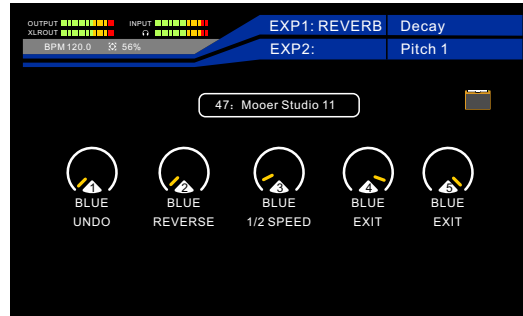 OUTPUT INPUT
XLROUT
BPM 120.0 56%
EXP1: REVERB Decay
EXP2: Pitch 1
47: Mooer Studio 11
1 2 3 4 5
BLUE BLUE BLUE BLUE BLUE
UNDO REVERSE 1/2 SPEED EXIT EXIT